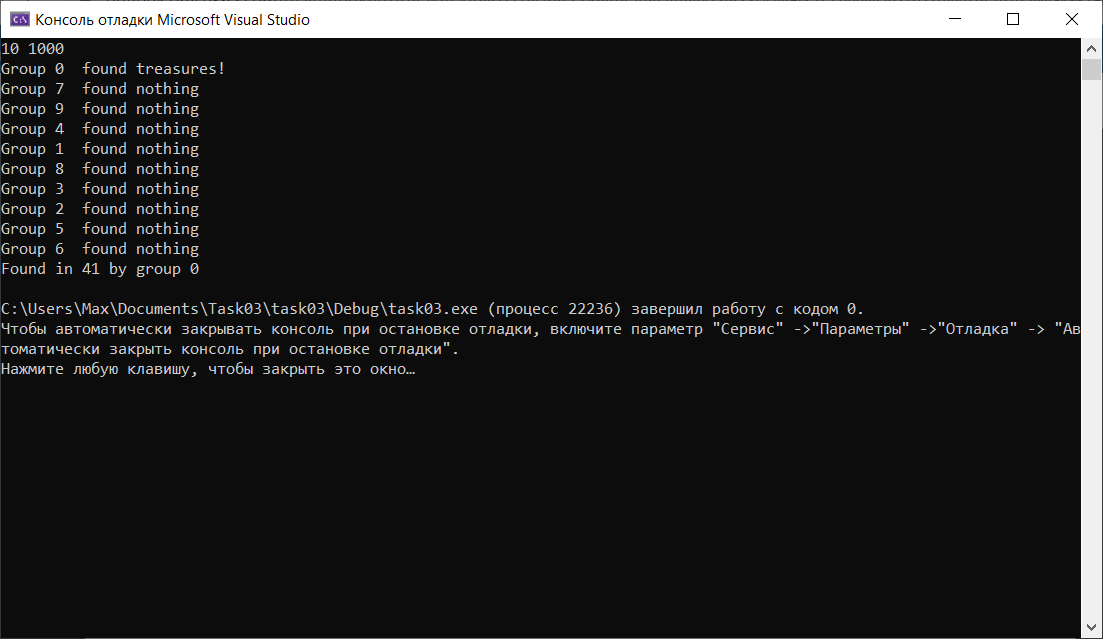 Консоль отладки Microsoft Visual Studio
10 1000
Group 0  found treasures!
Group 7  found nothing
Group 9  found nothing
Group 4  found nothing
Group 1  found nothing
Group 8  found nothing
Group 3  found nothing
Group 2  found nothing
Group 5  found nothing
Group 6  found nothing
Found in 41 by group 0
C:\Users\Max\Documents\Task03\task03\Debug\task03.exe (процесс 22236) завершил работу с кодом 0.
Чтобы автоматически закрывать консоль при остановке отладки, включите параметр "Сервис" ->"Параметры" ->"Отладка" -> "Ав
томатически закрыть консоль при остановке отладки".
Нажмите любую клавишу, чтобы закрыть это окно…